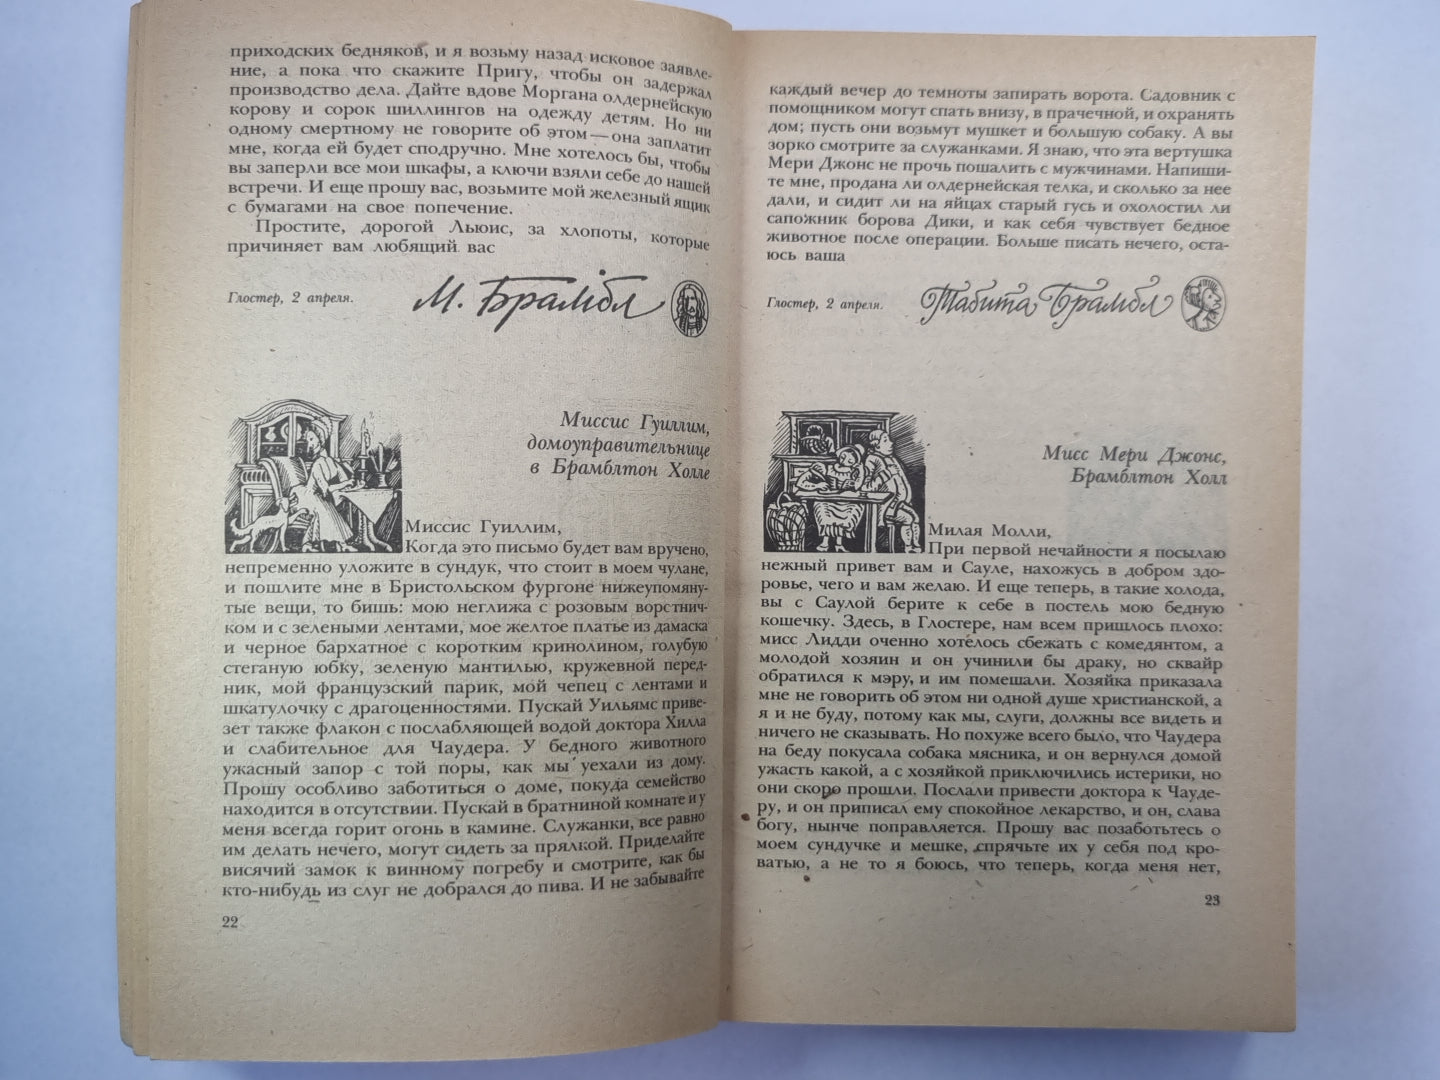 приходских бедняков, и я возьму назад исковое заявле-
ние, а пока что скажите Пригу, чтобы он задержал
производство дела. Дайте вдове Моргана олдернейскую
корову и сорок шиллингов на одежду детям. Но ни
одному смертному не говорите об этом — она заплатит
мне, когда ей будет сподручно. Мне хотелось бы, чтобы
вы заперли все мои шкафы, а ключи взяли себе до нашей
встречи. И еще прошу вас, возьмите мой железный ящик
с бумагами на свое попечение.
Простите, дорогой Льюис, за хлопоты, которые
причиняет вам любящий вас
Глостер, 2 апреля.
М. Брамбл
Миссис Гуиллим,
домоуправительнице
в Брамблтон Холле
Миссис Гуиллим,
Когда это письмо будет вам вручено,
непременно уложите в сундук, что стоит в моем чулане,
и пошлите мне в Бристольском фургоне нижеупомяну-
тые вещи, то бишь: мою неглижа с розовым ворстнич-
ком и с зелеными лентами, мое желтое платье из дамаска
и черное бархатное с коротким кринолином, голубую
стеганую юбку, зеленую мантилью, кружевной перед-
ник, мой французский парик, мой чепец с лентами и
шкатулочку с драгоценностями. Пускай Уильямс приве-
зет также флакон с послабляющей водой доктора Хилла
и слабительное для Чаудера. У бедного животного
ужасный запор с той поры, как мы уехали из дому.
Прошу особливо заботиться о доме, покуда семейство
находится в отсутствии. Пускай в братниной комнате и у
меня всегда горит огонь в камине. Служанки, все равно
им делать нечего, могут сидеть за прялкой. Приделайте
висячий замок к винному погребу и смотрите, как бы
кто-нибудь из слуг не добрался до пива. И не забывайте
22
каждый вечер до темноты запирать ворота. Садовник с
помощником могут спать внизу, в прачечной, и охранять
дом; пусть они возьмут мушкет и большую собаку. А вы
зорко смотрите за служанками. Я знаю, что эта вертушка
Мери Джонс не прочь пошалить с мужчинами. Напиши-
те мне, продана ли олдернейская телка, и сколько за нее
дали, и сидит ли на яйцах старый гусь и охолостил ли
сапожник борова Дики, и как себя чувствует бедное
животное после операции. Больше писать нечего, оста-
юсь ваша
Глостер, 2 апреля.
Табита Брамбл
Мисс Мери Джонс,
Брамблтон Холл
Милая Молли,
При первой нечайности я посылаю
нежный привет вам и Сауле, нахожусь в добром здо-
ровье, чего и вам желаю. И еще теперь, в такие холода,
вы с Саулой берите к себе в постель мою бедную
кошечку. Здесь, в Глостере, нам всем пришлось плохо:
мисс Лидди оченно хотелось сбежать с комедянтом, а
молодой хозяин и он учинили бы драку, но сквайр
обратился к мэру, и им помешали. Хозяйка приказала
мне не говорить об этом ни одной душе христианской, а
я и не буду, потому как мы, слуги, должны все видеть и
ничего не сказывать. Но похуже всего было, что Чаудера
на беду покусала собака мясника, и он вернулся домой
ужасть какой, а с хозяйкой приключились истерики, но
они скоро прошли. Послали привести доктора к Чауде-
ру, и он приписал ему спокойное лекарство, и он, слава
богу, нынче поправляется. Прошу вас позаботьтесь о
моем сундучке и мешке, спрячьте их у себя под кро-
ватью, а не то я боюсь, что теперь, когда меня нет,
23